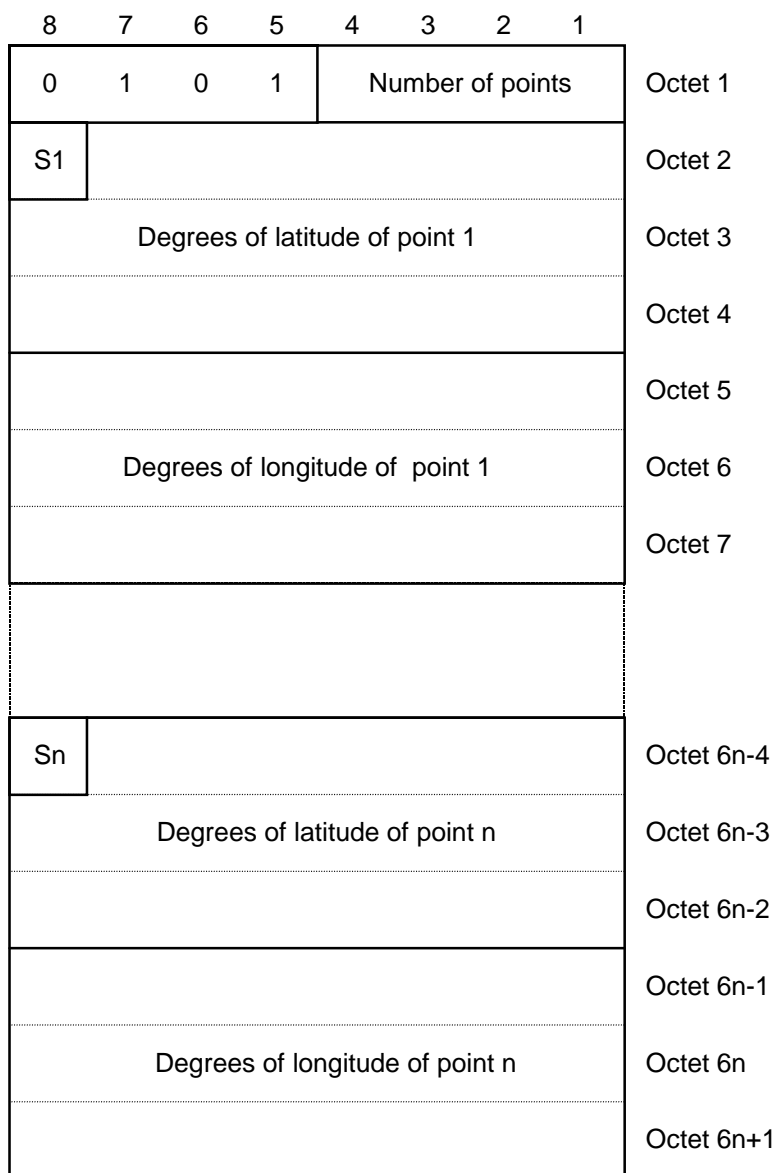 8 7 6 5 4 3 2 1
0 1 0 1 Number of points Octet 1
S1 Octet 2
Degrees of latitude of point 1 Octet 3
Octet 4
Octet 5
Degrees of longitude of point 1 Octet 6
Octet 7
Sn Octet 6n-4
Degrees of latitude of point n Octet 6n-3
Octet 6n-2
Octet 6n-1
Degrees of longitude of point n Octet 6n
Octet 6n+1